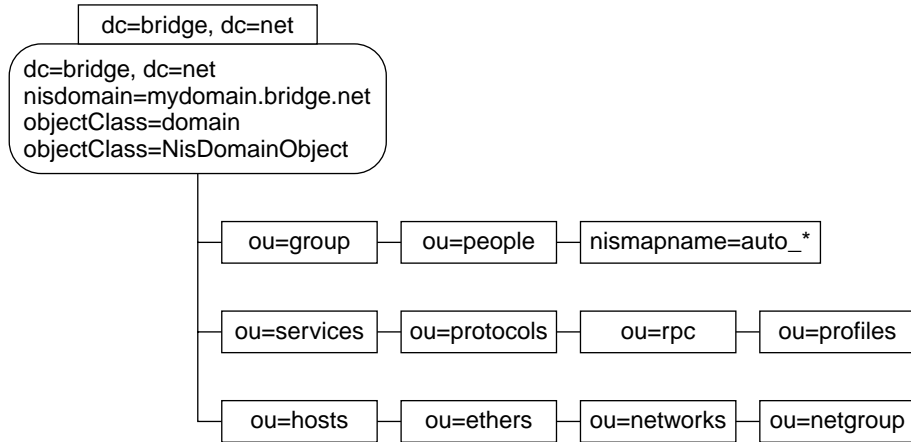 dc=bridge, dc=net
dc=bridge, dc=net
nisdomain=mydomain.bridge.net
objectClass=domain
objectClass=NisDomainObject
ou=group ou=people nismapname=auto_*
ou=services ou=protocols ou=rpc ou=profiles
ou=hosts ou=ethers ou=networks ou=netgroup